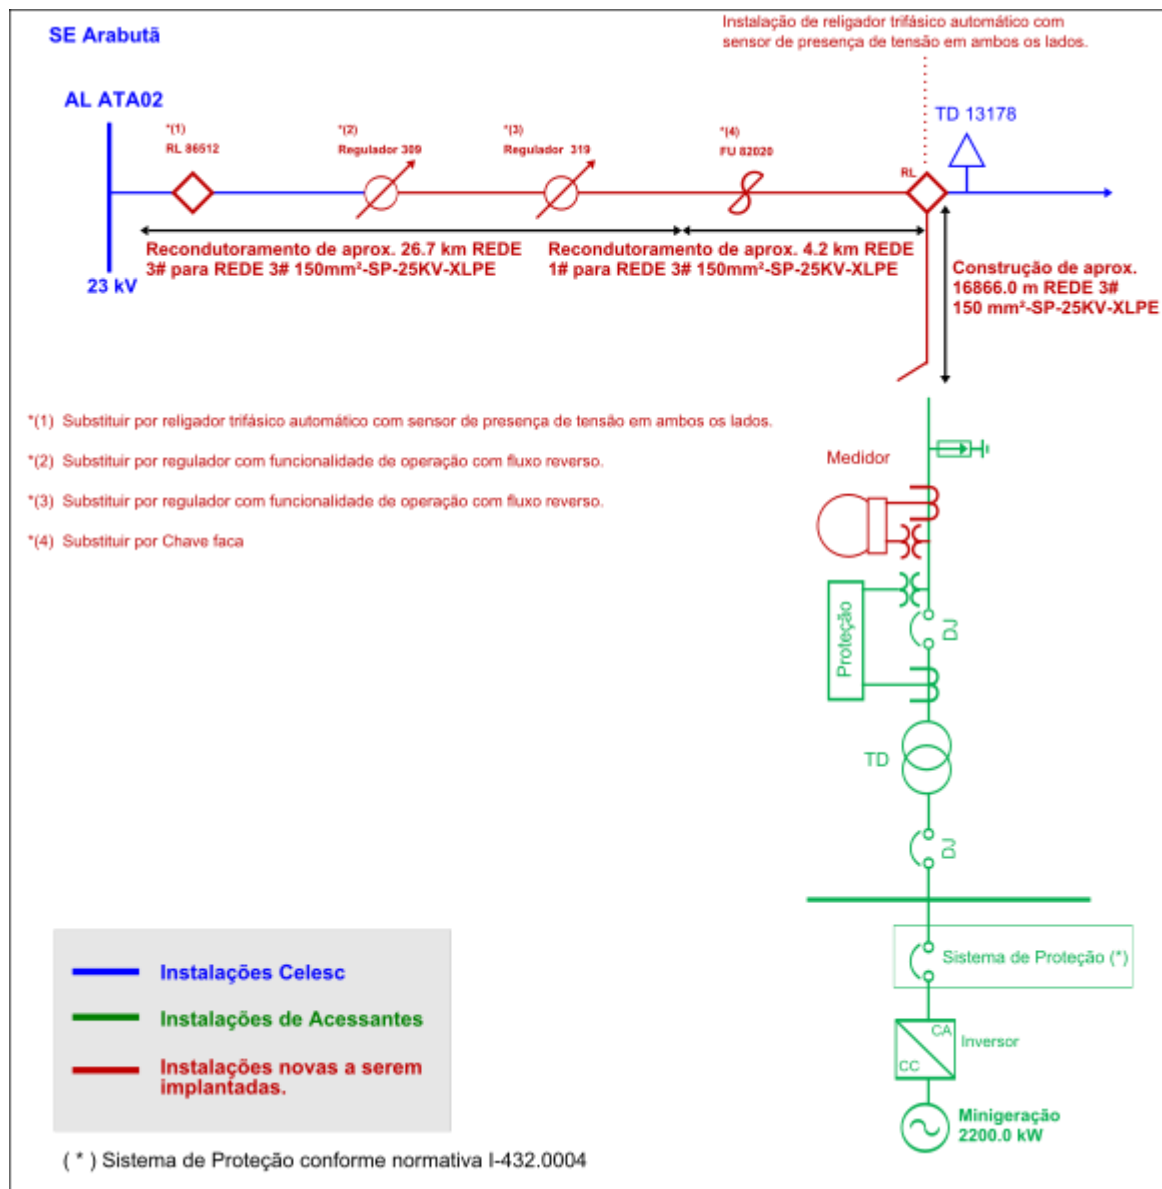 Instalação de religador trifásico automático com
sensor de presença de tensão em ambos os lados.
SE Arabutã
AL ATA02
TD 13178
*(1)
RL 86512
*(2)
Regulador 309
*(3)
Regulador 319
*(4)
FU 82020
RL
Recondutoramento de aprox. 26.7 km REDE
3# para REDE 3# 150mm²-SP-25KV-XLPE
Recondutoramento de aprox. 4.2 km REDE
1# para REDE 3# 150mm²-SP-25KV-XLPE
23 kV
Construção de aprox.
16866.0 m REDE 3#
150 mm²-SP-25KV-XLPE
*(1) Substituir por religador trifásico automático com sensor de presença de tensão em ambos os lados.
*(2) Substituir por regulador com funcionalidade de operação com fluxo reverso.
*(3) Substituir por regulador com funcionalidade de operação com fluxo reverso.
*(4) Substituir por Chave faca
Medidor
Proteção
DJ
TD
DJ
Sistema de Proteção (*)
CA
CC
Inversor
Minigeração
2200.0 kW
Instalações Celesc
Instalações de Acessantes
Instalações novas a serem
implantadas.
( * ) Sistema de Proteção conforme normativa I-432.0004